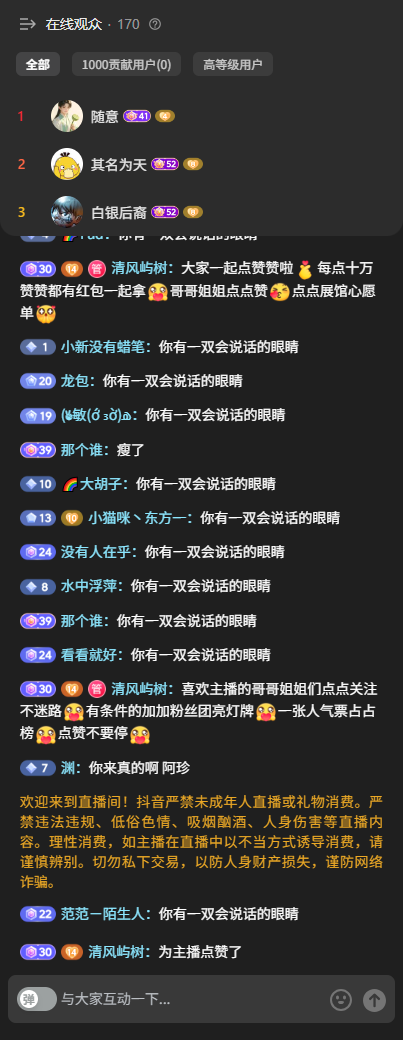 在线观众 · 170
全部 1000贡献用户(0) 高等级用户
1 随意 41
2 其名为天 52
3 白银后裔 52
30 14 管 清风屿树：大家一起点赞赞啦 每点十万
赞赞都有红包一起拿 哥哥姐姐点点赞 点点展馆心愿
单
1 小新没有蜡笔：你有一双会说话的眼睛
20 龙包：你有一双会说话的眼睛
19 敏：你有一双会说话的眼睛
39 那个谁：瘦了
10 大胡子：你有一双会说话的眼睛
13 10 小猫咪丶东方一：你有一双会说话的眼睛
24 没有人在乎：你有一双会说话的眼睛
8 水中浮萍：你有一双会说话的眼睛
39 那个谁：你有一双会说话的眼睛
24 看看就好：你有一双会说话的眼睛
30 14 管 清风屿树：喜欢主播的哥哥姐姐们点点关注
不迷路 有条件的加加粉丝团亮灯牌 一张人气票占占
榜 点赞不要停
7 渊：你来真的啊 阿珍
欢迎来到直播间！抖音严禁未成年人直播或礼物消费。严
禁违法违规、低俗色情、吸烟酗酒、人身伤害等直播内
容。理性消费，如主播在直播中以不当方式诱导消费，请
谨慎辨别。切勿私下交易，以防人身财产损失，谨防网络
诈骗。
22 范范一陌生人：你有一双会说话的眼睛
30 14 清风屿树：为主播点赞了
弹 与大家互动一下...